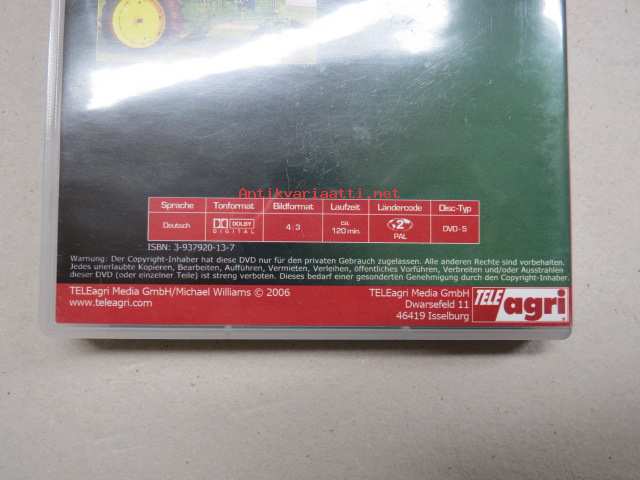 Antikvariaatti.net
Sprache Tonformat Bildformat Laufzeit Ländercode Disc-Typ
Deutsch DOLBY DIGITAL 4:3 ca. 120 min. 2 PAL DVD-5
ISBN: 3-937920-13-7
Warnung: Der Copyright-Inhaber hat diese DVD nur für den privaten Gebrauch zugelassen. Alle anderen Rechte sind vorbehalten.
Jedes unerlaubte Kopieren, Bearbeiten, Aufführen, Vermieten, Verleihen, öffentliches Vorführen, Verbreiten und/oder Ausstrahlen
dieser DVD (oder einzelner Teile) ist streng verboten. Dieses bedarf einer gesonderten Genehmigung durch den Copyright-Inhaber.
TELEagri Media GmbH/Michael Williams © 2006
www.teleagri.com
TELEagri Media GmbH
Dwarsefeld 11
46419 Isselburg
TELE agri